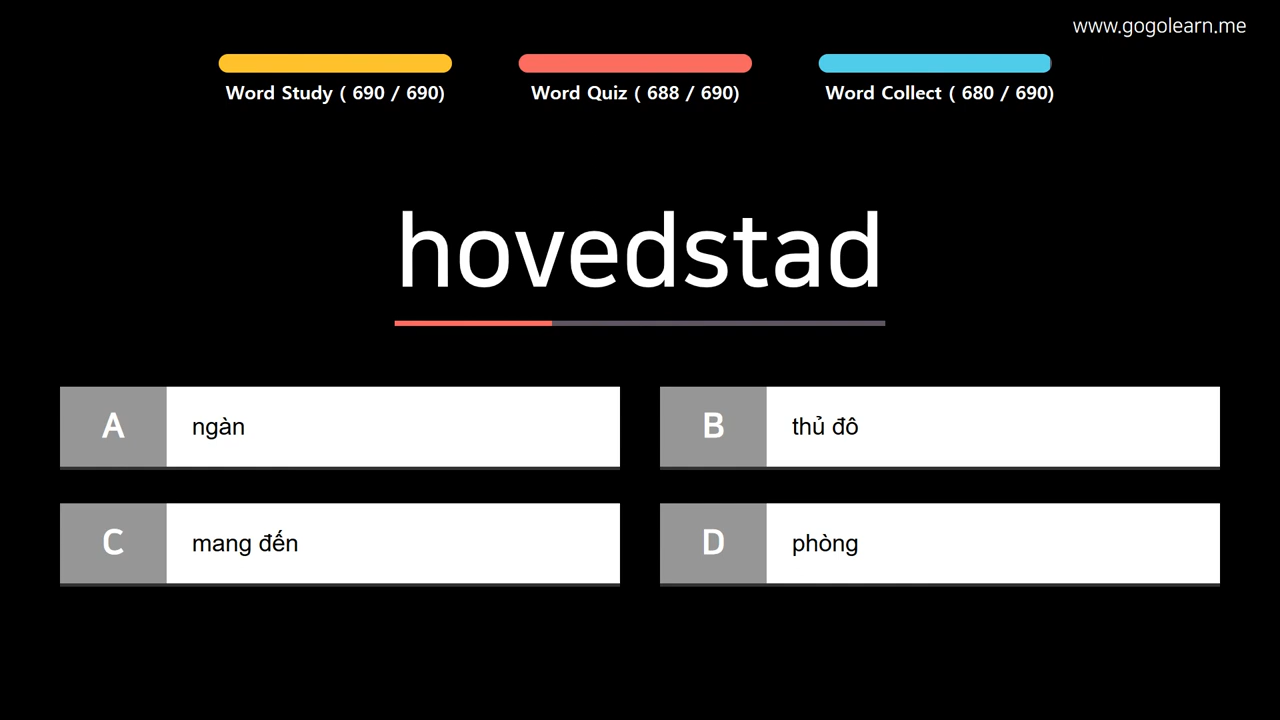 www.gogolearn.me
Word Study ( 690 / 690)
Word Quiz ( 688 / 690)
Word Collect ( 680 / 690)
hovedstad
A ngàn
B thủ đô
C mang đến
D phòng